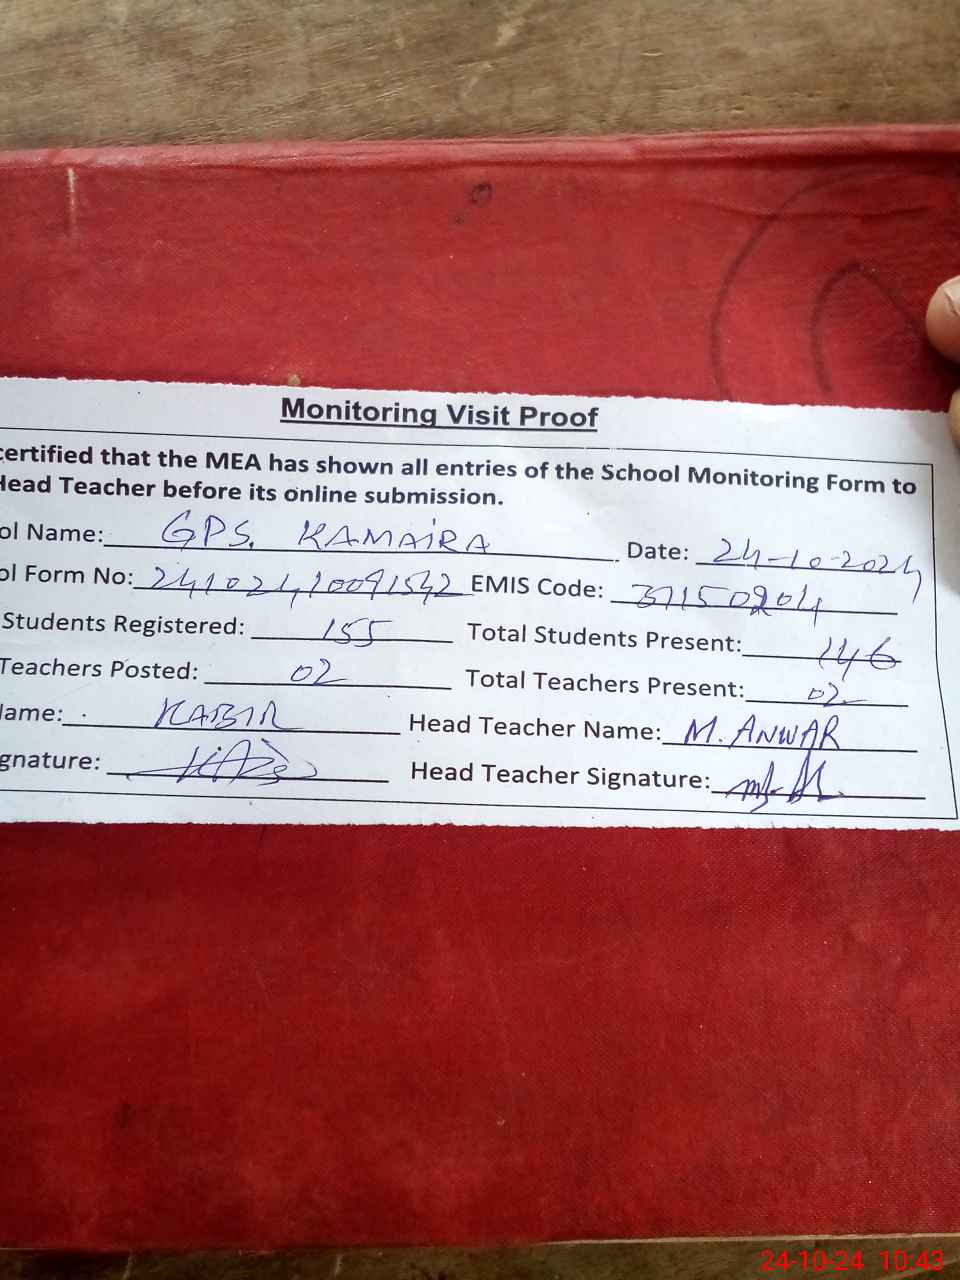 Monitoring Visit Proof
certified that the MEA has shown all entries of the School Monitoring Form to
Head Teacher before its online submission.
ol Name: GPS. KAMAIRA Date: 24-10-2024
ol Form No: 24102410091542 EMIS Code: 37150204
Students Registered: 155 Total Students Present: 146
Teachers Posted: 02 Total Teachers Present: 02
Name: KABIR Head Teacher Name: M. ANWAR
gnature: Head Teacher Signature:
24-10-24 10:43